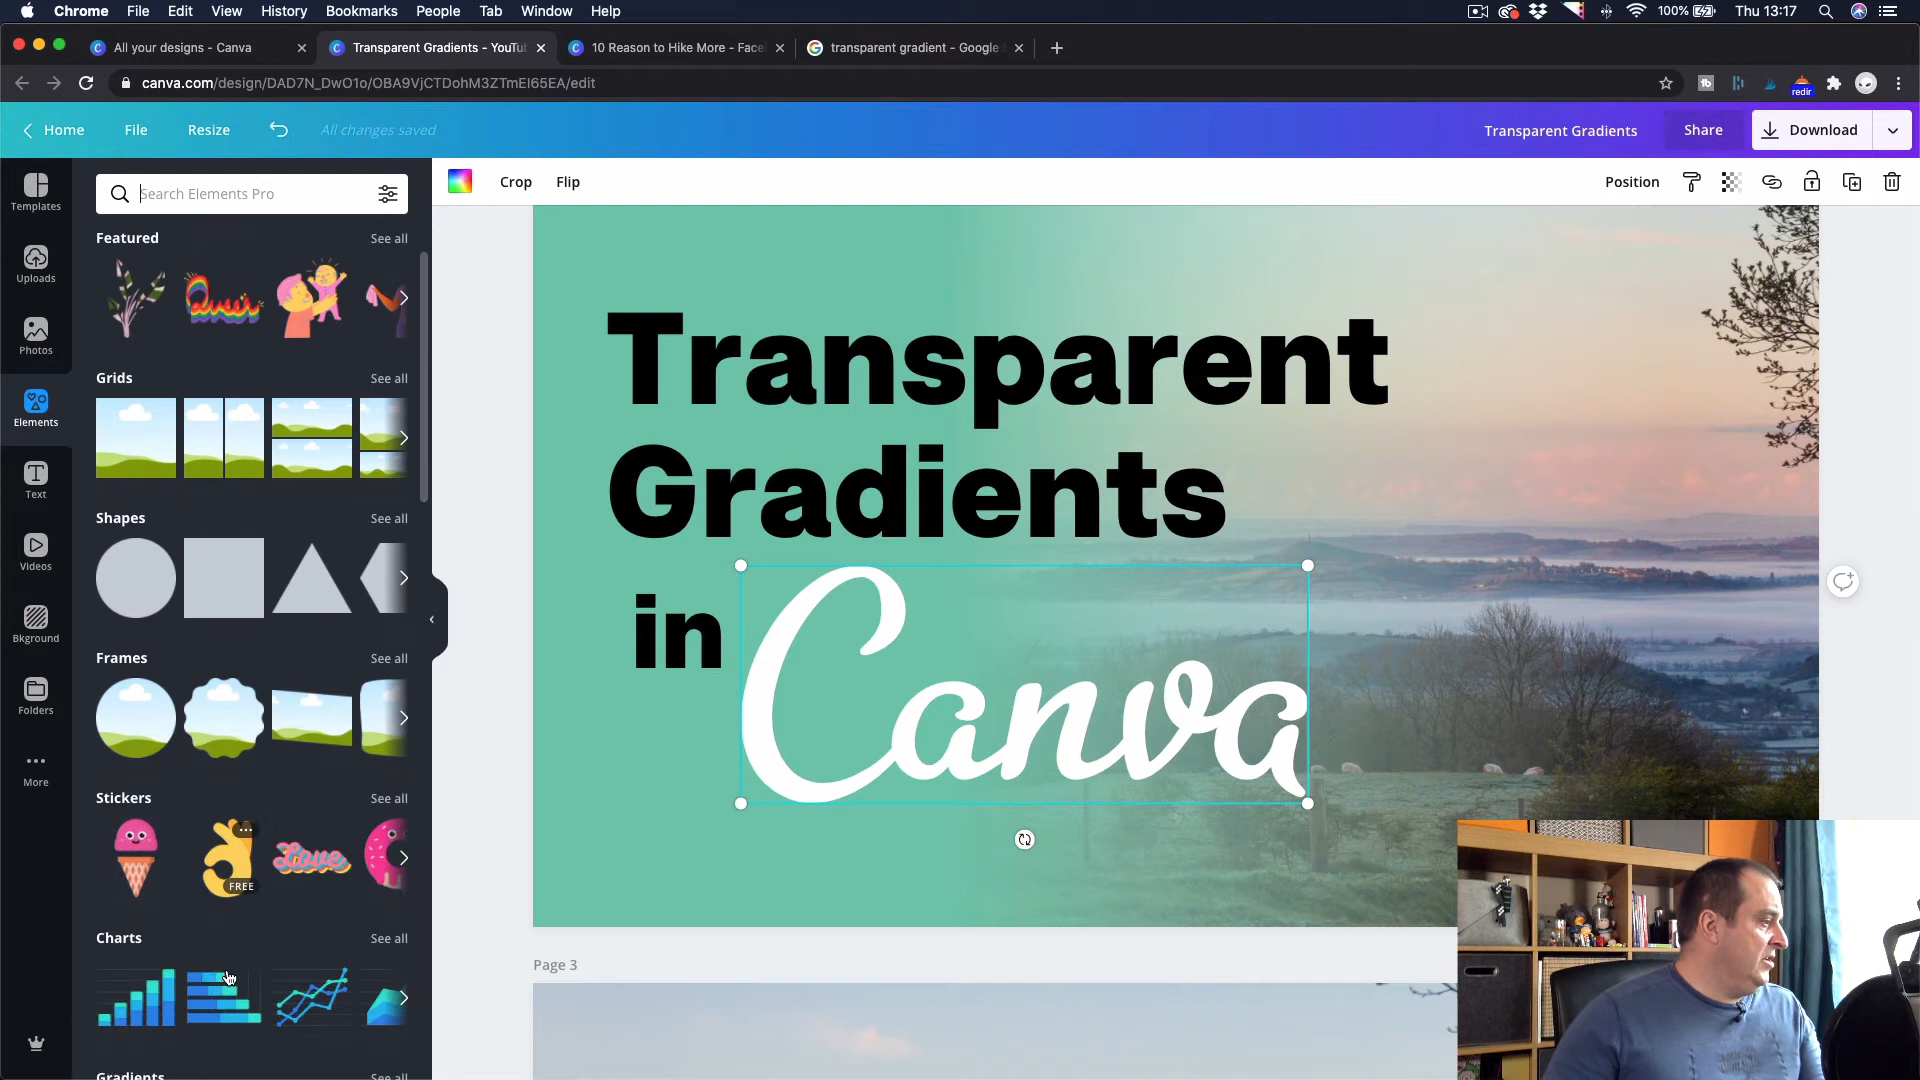 Chrome File Edit View History Bookmarks People Tab Window Help
100% Thu 13:17
All your designs - Canva
Transparent Gradients - YouTu
10 Reason to Hike More - Face
transparent gradient - Google
canva.com/design/DAD7N_DwO1o/OBA9VjCTDohM3ZTmEl65EA/edit
redir
Home File Resize All changes saved
Transparent Gradients Share Download
Templates
Uploads
Photos
Elements
Text
Videos
Bkground
Folders
More
Search Elements Pro
Featured See all
Grids See all
Shapes See all
Frames See all
Stickers See all
Love
FREE
Charts See all
Gradients See all
Crop Flip Position
Transparent
Gradients
in Canva
Page 3